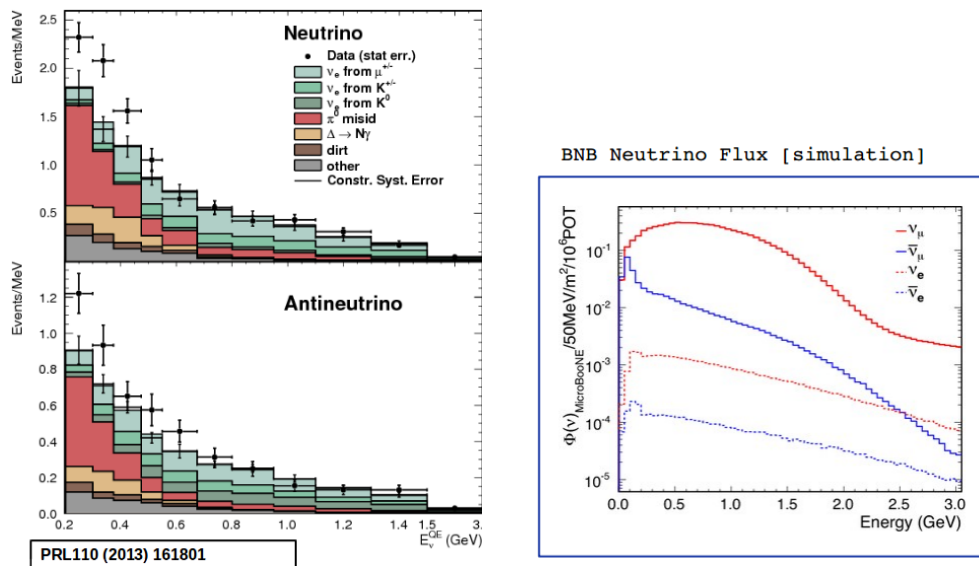 Events/MeV
2.5
2.0
1.5
1.0
0.5
Neutrino
Data (stat err.)
νₑ from μ⁺/⁻
νₑ from K⁺/⁻
νₑ from K⁰
π⁰ misid
Δ → Nγ
dirt
other
Constr. Syst. Error
Events/MeV
1.2
1.0
0.8
0.6
0.4
0.2
0.0
Antineutrino
0.2 0.4 0.6 0.8 1.0 1.2 1.4 1.5 3.
E_ν^QE (GeV)
PRL110 (2013) 161801
BNB Neutrino Flux [simulation]
Φ(ν)_MicroBooNE/50MeV/m²/10⁶POT
10⁻¹
10⁻²
10⁻³
10⁻⁴
10⁻⁵
ν_μ
ν̄_μ
νₑ
ν̄ₑ
0.0 0.5 1.0 1.5 2.0 2.5 3.0
Energy (GeV)